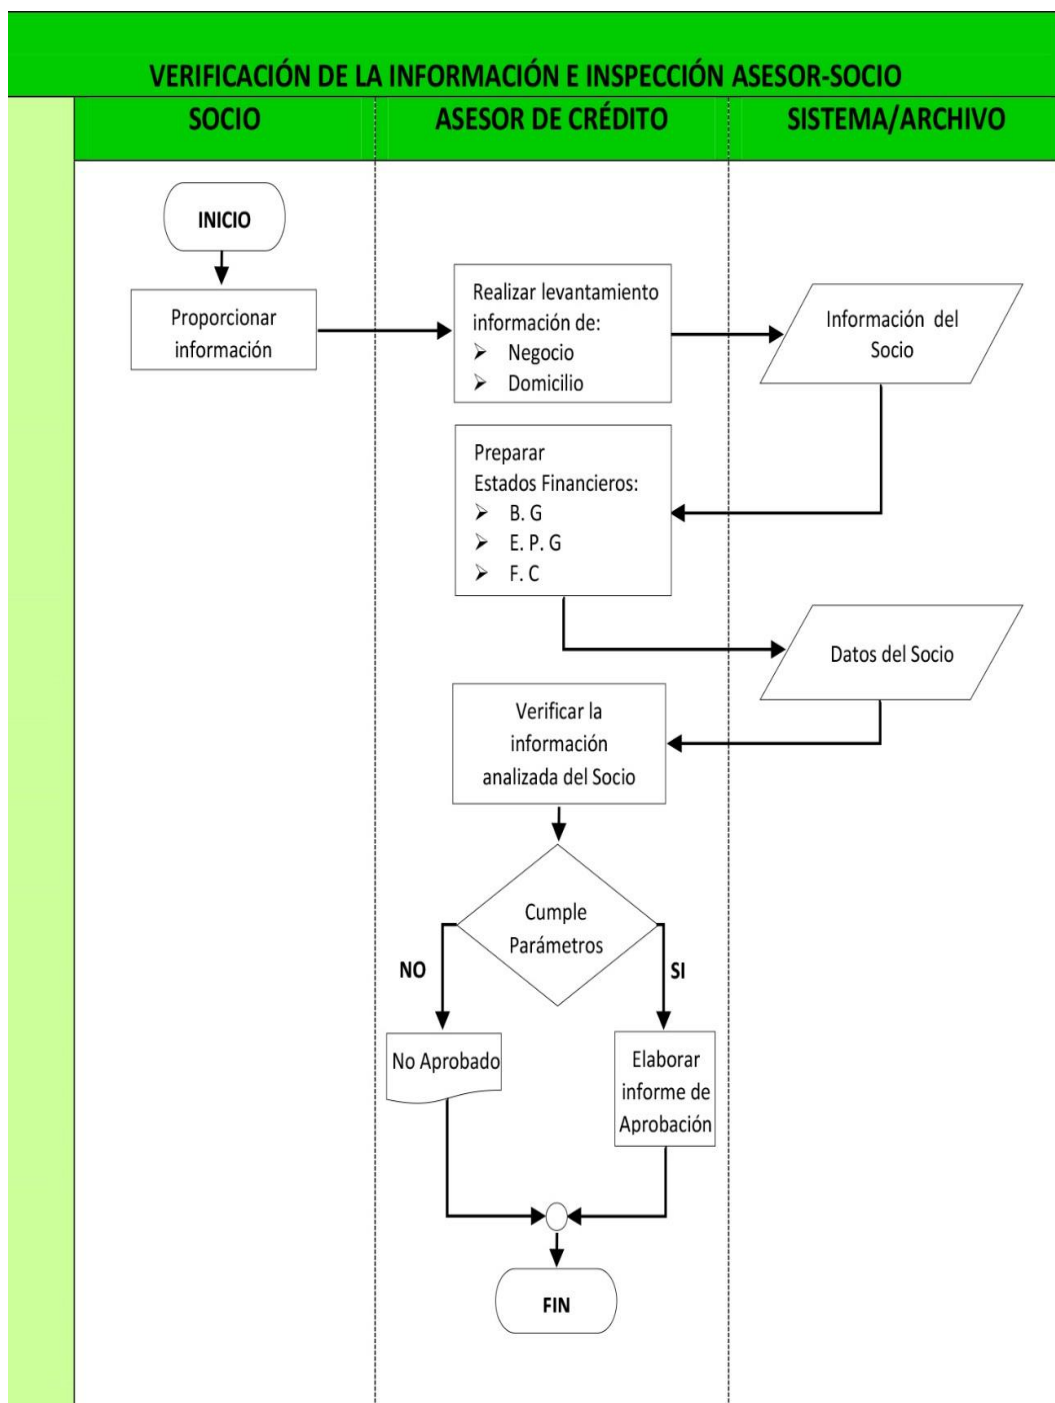 VERIFICACIÓN DE LA INFORMACIÓN E INSPECCIÓN ASESOR-SOCIO
SOCIO
ASESOR DE CRÉDITO
SISTEMA/ARCHIVO
INICIO
Proporcionar
información
Realizar levantamiento
información de:
➢ Negocio
➢ Domicilio
Información del
Socio
Preparar
Estados Financieros:
➢ B. G
➢ E. P. G
➢ F. C
Datos del Socio
Verificar la
información
analizada del Socio
Cumple
Parámetros
NO
SI
No Aprobado
Elaborar
informe de
Aprobación
FIN